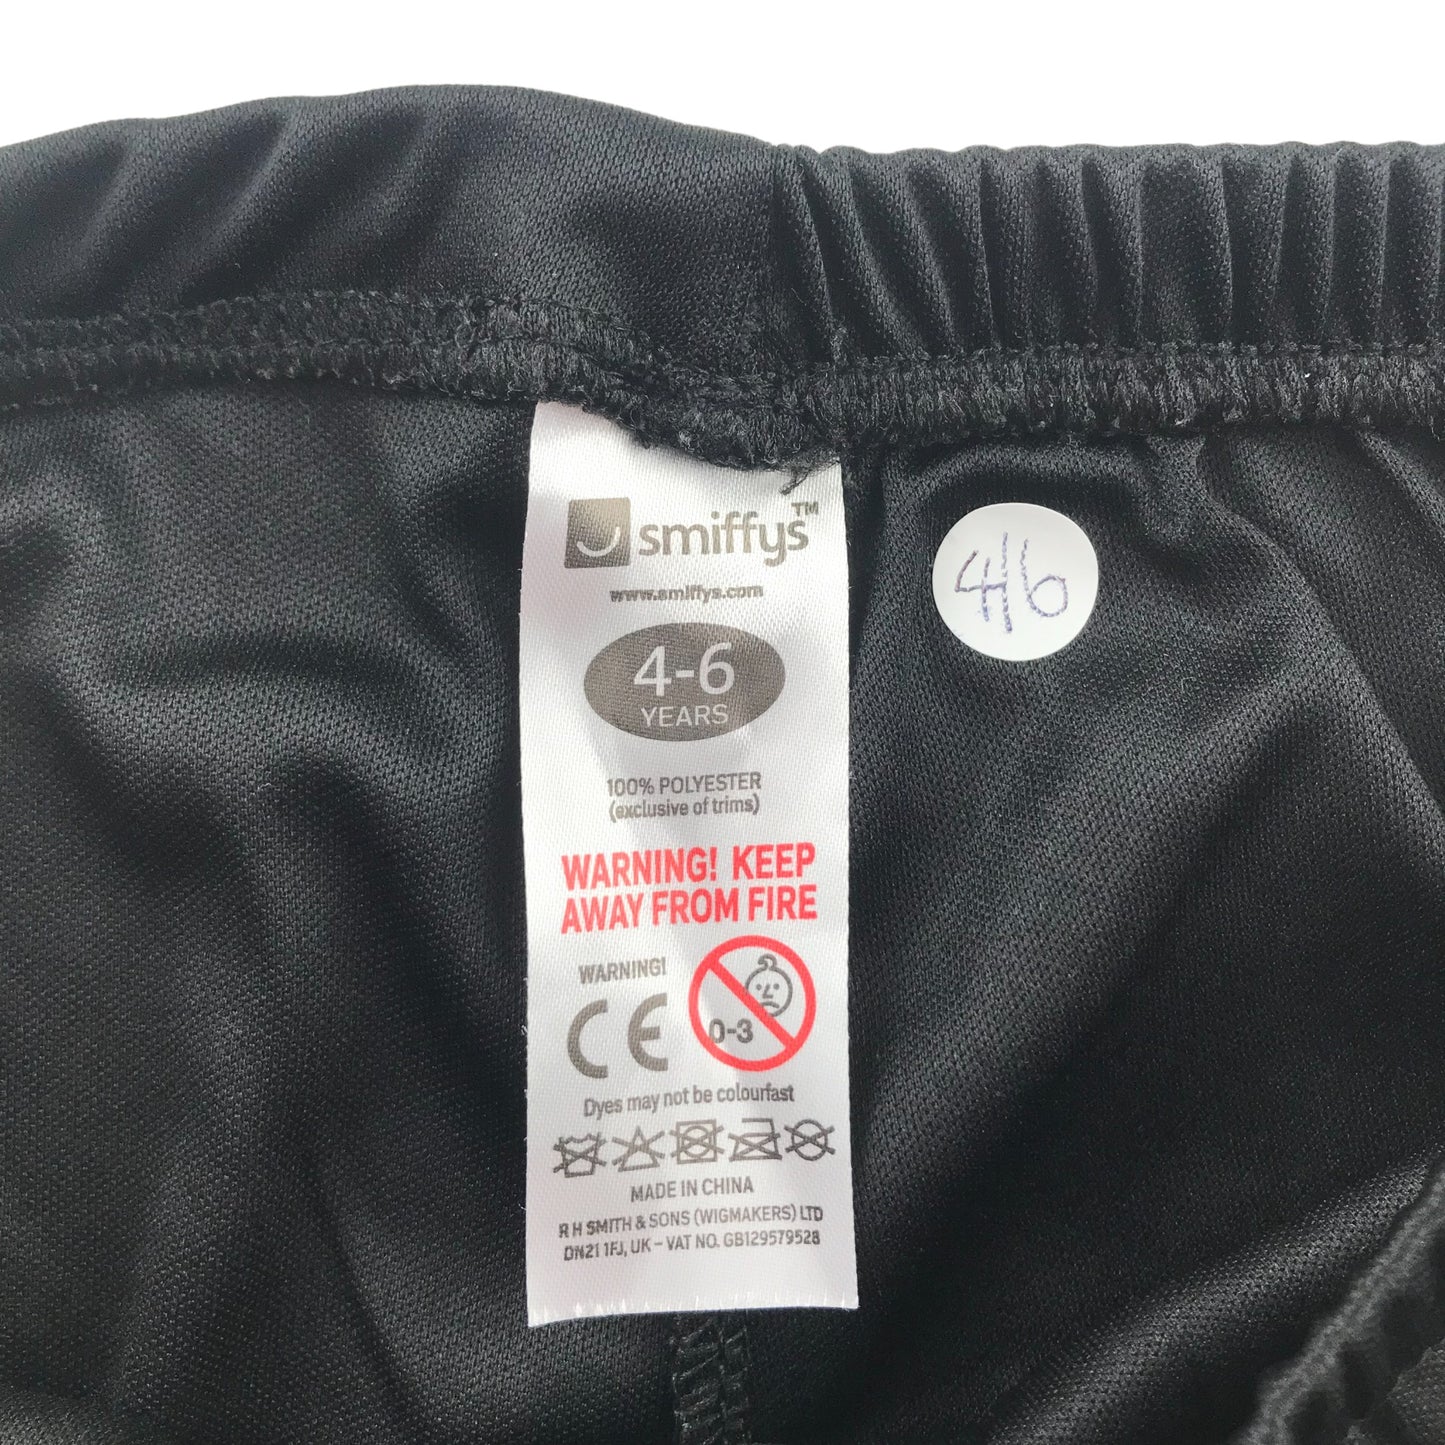 smiffys™
www.smiffys.com
4-6
YEARS
100% POLYESTER
(exclusive of trims)
WARNING! KEEP
AWAY FROM FIRE
WARNING!
CE
0-3
Dyes may not be colourfast
MADE IN CHINA
R H SMITH & SONS (WIGMAKERS) LTD
DN21 1FJ, UK – VAT NO. GB129579528
4/6